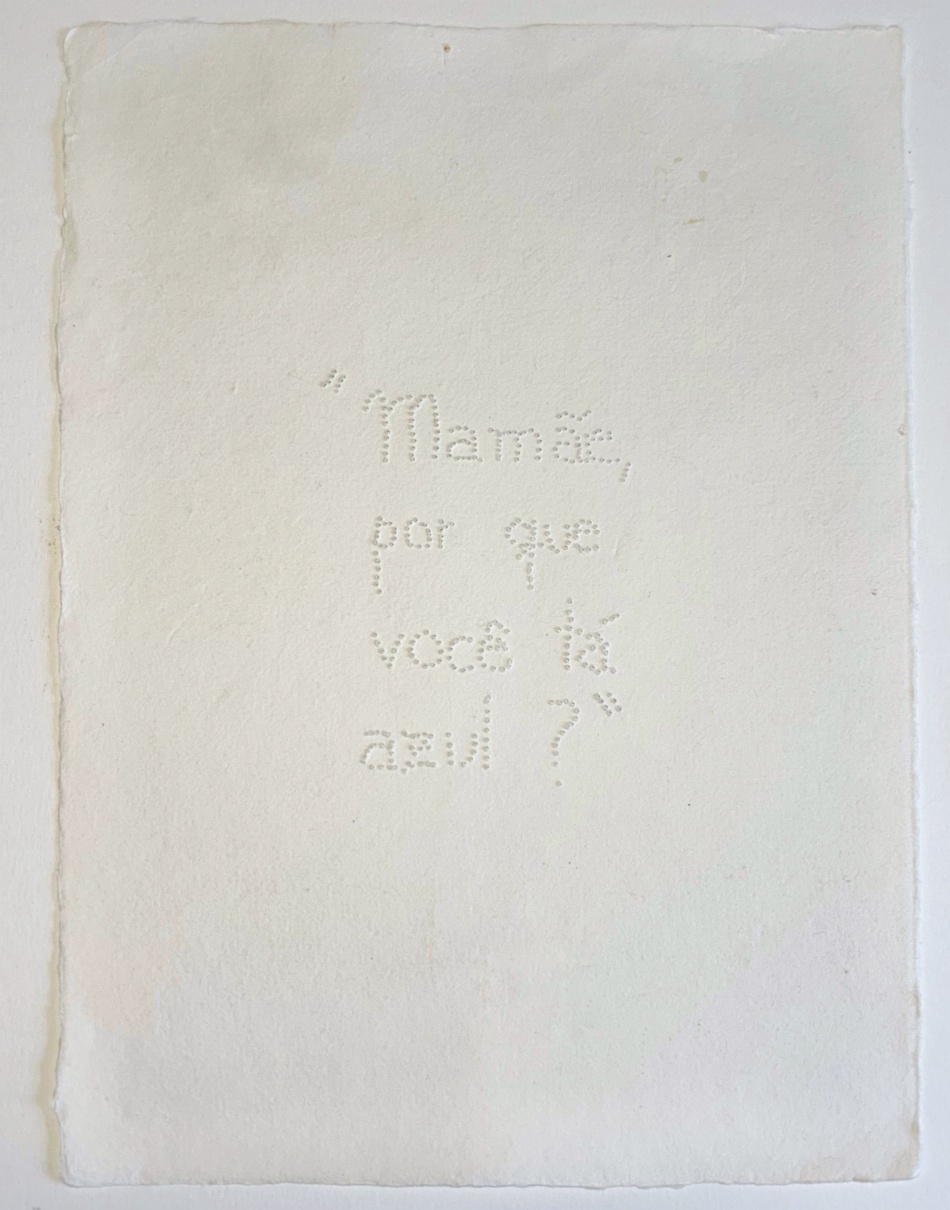 "Mamãe,
por que
você tá
azul ?"